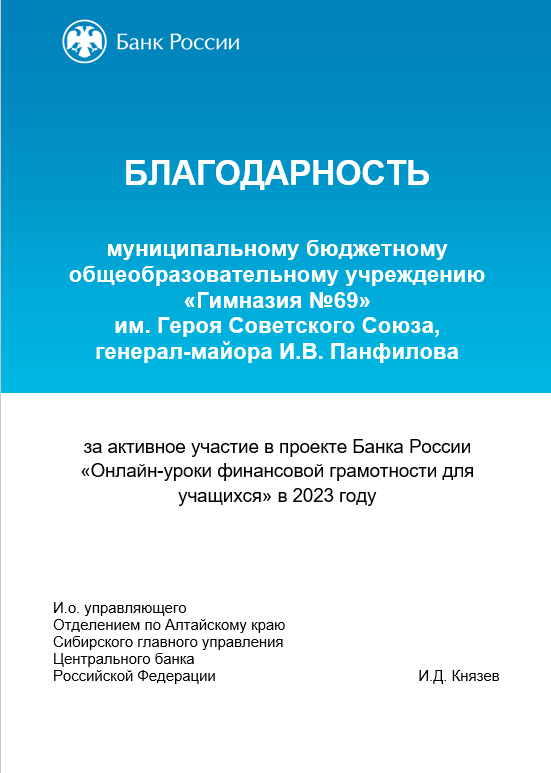 Банк России
БЛАГОДАРНОСТЬ
муниципальному бюджетному
общеобразовательному учреждению
«Гимназия №69»
им. Героя Советского Союза,
генерал-майора И.В. Панфилова
за активное участие в проекте Банка России
«Онлайн-уроки финансовой грамотности для
учащихся» в 2023 году
И.о. управляющего
Отделением по Алтайскому краю
Сибирского главного управления
Центрального банка
Российской Федерации И.Д. Князев